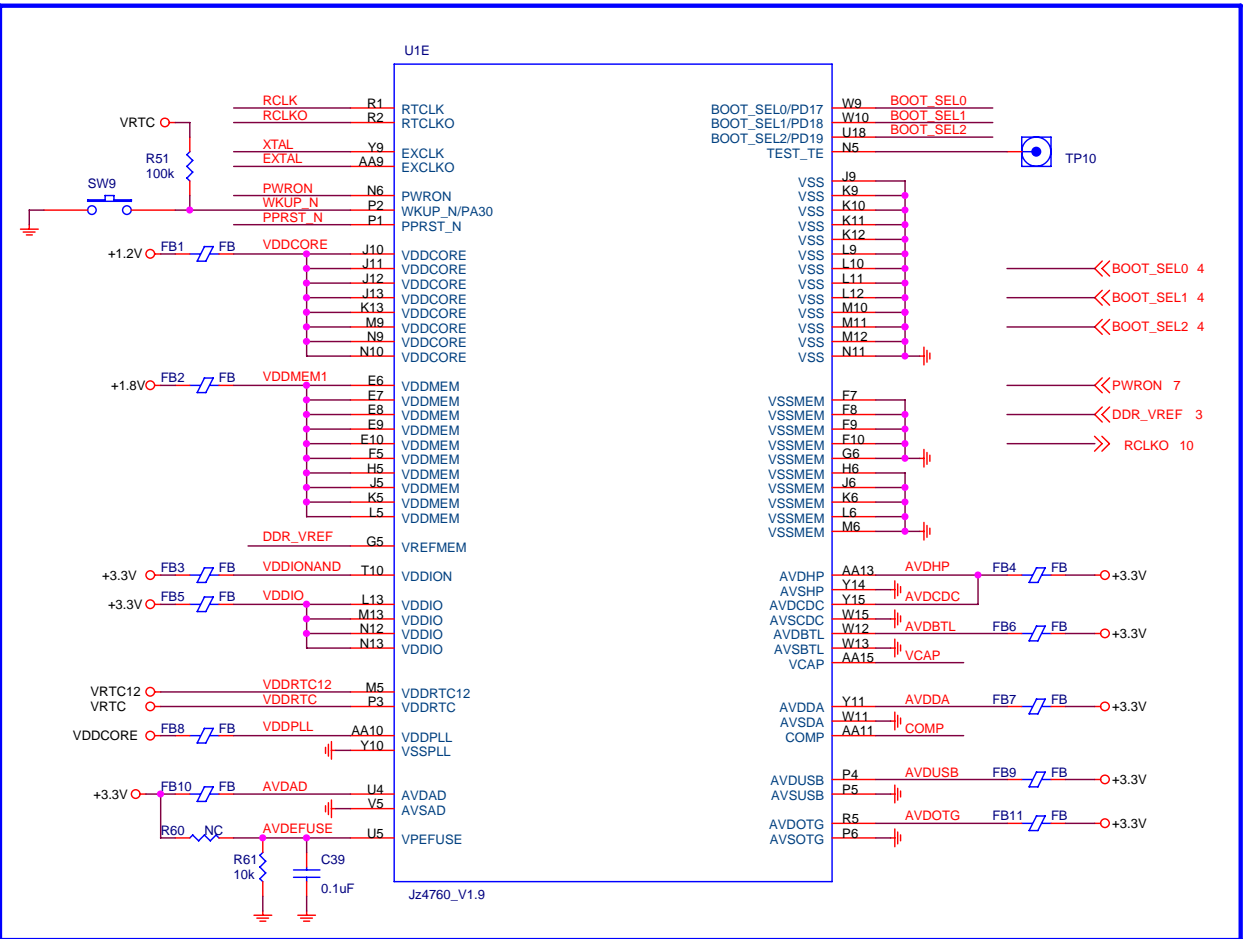 U1E
RCLK R1 RTCLK
RCLKO R2 RTCLKO
VRTC
R51
100k
XTAL Y9 EXCLK
EXTAL AA9 EXCLKO
SW9
PWRON N6 PWRON
WKUP_N P2 WKUP_N/PA30
PPRST_N P1 PPRST_N
+1.2V FB1 FB VDDCORE J10 VDDCORE
J11 VDDCORE
J12 VDDCORE
J13 VDDCORE
K13 VDDCORE
M9 VDDCORE
N9 VDDCORE
N10 VDDCORE
+1.8V FB2 FB VDDMEM1 E6 VDDMEM
E7 VDDMEM
E8 VDDMEM
E9 VDDMEM
E10 VDDMEM
F5 VDDMEM
H5 VDDMEM
J5 VDDMEM
K5 VDDMEM
L5 VDDMEM
DDR_VREF G5 VREFMEM
+3.3V FB3 FB VDDIONAND T10 VDDION
+3.3V FB5 FB VDDIO L13 VDDIO
M13 VDDIO
N12 VDDIO
N13 VDDIO
VRTC12 VDDRTC12 M5 VDDRTC12
VRTC VDDRTC P3 VDDRTC
VDDCORE FB8 FB VDDPLL AA10 VDDPLL
Y10 VSSPLL
+3.3V FB10 FB AVDAD U4 AVDAD
V5 AVSAD
R60 NC AVDEFUSE U5 VPEFUSE
R61
10k
C39
0.1uF
Jz4760_V1.9
BOOT_SEL0/PD17 W9 BOOT_SEL0
BOOT_SEL1/PD18 W10 BOOT_SEL1
BOOT_SEL2/PD19 U18 BOOT_SEL2
TEST_TE N5 TP10
VSS J9
VSS K9
VSS K10
VSS K11
VSS K12
VSS L9
VSS L10
VSS L11
VSS L12
VSS M10
VSS M11
VSS M12
VSS N11
VSSMEM F7
VSSMEM F8
VSSMEM F9
VSSMEM F10
VSSMEM G6
VSSMEM H6
VSSMEM J6
VSSMEM K6
VSSMEM L6
VSSMEM M6
AVDHP AA13 AVDHP FB4 FB +3.3V
AVSHP Y14
AVDCDC Y15 AVDCDC
AVSCDC W15
AVDBTL W12 AVDBTL FB6 FB +3.3V
AVSBTL W13
VCAP AA15 VCAP
AVDDA Y11 AVDDA FB7 FB +3.3V
AVSDA W11
COMP AA11 COMP
AVDUSB P4 AVDUSB FB9 FB +3.3V
AVSUSB P5
AVDOTG R5 AVDOTG FB11 FB +3.3V
AVSOTG P6
BOOT_SEL0 4
BOOT_SEL1 4
BOOT_SEL2 4
PWRON 7
DDR_VREF 3
RCLKO 10